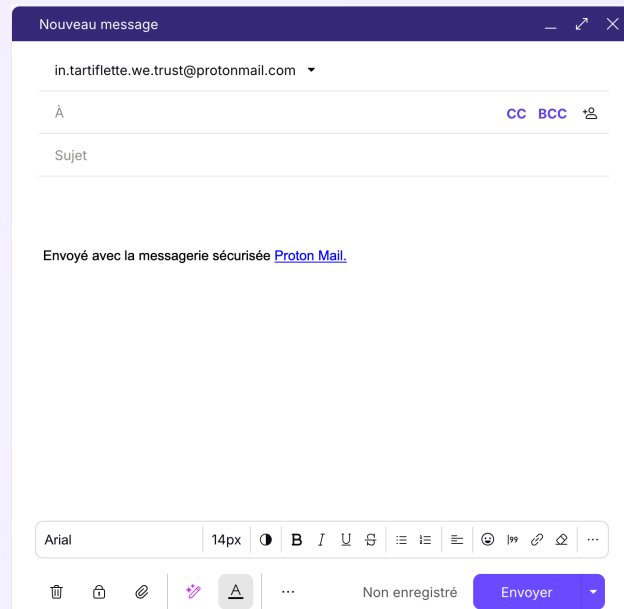 Nouveau message
in.tartiflette.we.trust@protonmail.com
À CC BCC
Sujet
Envoyé avec la messagerie sécurisée Proton Mail.
Arial 14px B I U S
A Non enregistré Envoyer